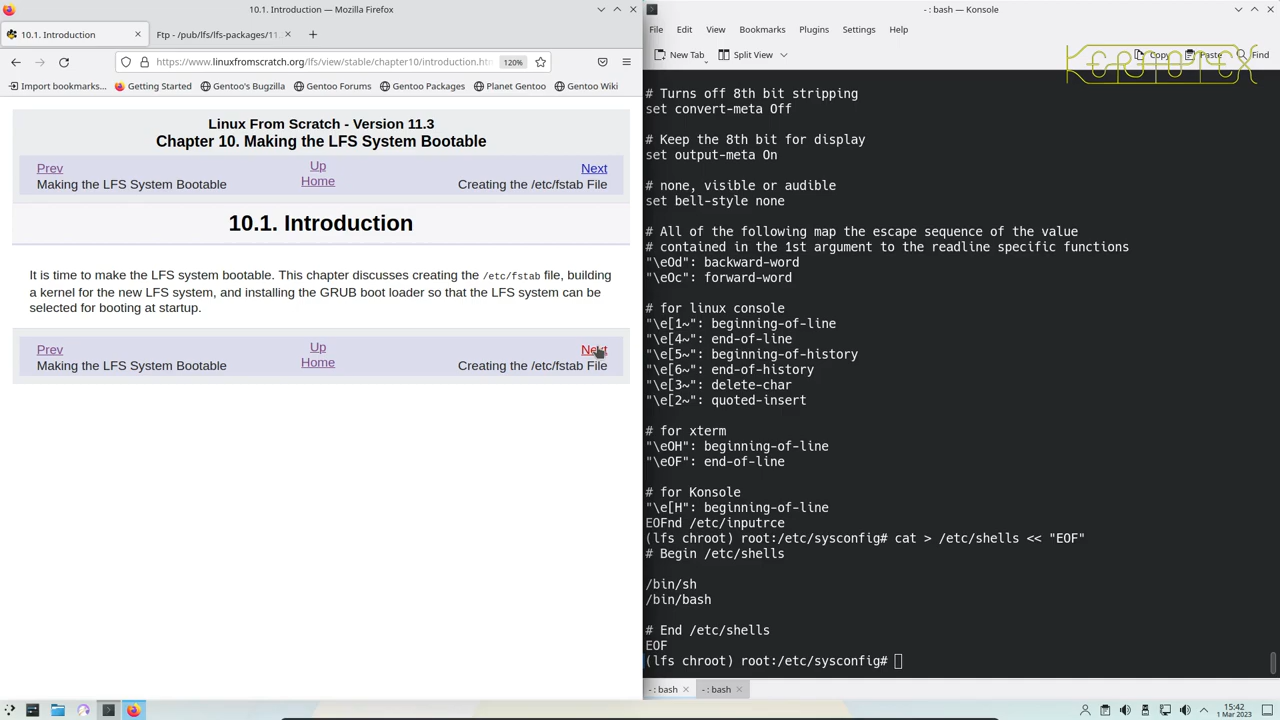 10.1. Introduction — Mozilla Firefox
10.1. Introduction
Ftp - /pub/lfs/lfs-packages/11.
https://www.linuxfromscratch.org/lfs/view/stable/chapter10/introduction.ht
120%
Import bookmarks...
Getting Started
Gentoo's Bugzilla
Gentoo Forums
Gentoo Packages
Planet Gentoo
Gentoo Wiki
Linux From Scratch - Version 11.3
Chapter 10. Making the LFS System Bootable
Prev
Up
Next
Making the LFS System Bootable
Home
Creating the /etc/fstab File
10.1. Introduction
It is time to make the LFS system bootable. This chapter discusses creating the /etc/fstab file, building
a kernel for the new LFS system, and installing the GRUB boot loader so that the LFS system can be
selected for booting at startup.
Prev
Up
Next
Making the LFS System Bootable
Home
Creating the /etc/fstab File
- : bash — Konsole
File
Edit
View
Bookmarks
Plugins
Settings
Help
New Tab
Split View
Copy
Paste
Find
KERNOTEX
# Turns off 8th bit stripping
set convert-meta Off
# Keep the 8th bit for display
set output-meta On
# none, visible or audible
set bell-style none
# All of the following map the escape sequence of the value
# contained in the 1st argument to the readline specific functions
"\eOd": backward-word
"\eOc": forward-word
# for linux console
"\e[1~": beginning-of-line
"\e[4~": end-of-line
"\e[5~": beginning-of-history
"\e[6~": end-of-history
"\e[3~": delete-char
"\e[2~": quoted-insert
# for xterm
"\eOH": beginning-of-line
"\eOF": end-of-line
# for Konsole
"\e[H": beginning-of-line
EOFnd /etc/inputrce
(lfs chroot) root:/etc/sysconfig# cat > /etc/shells << "EOF"
# Begin /etc/shells
/bin/sh
/bin/bash
# End /etc/shells
EOF
(lfs chroot) root:/etc/sysconfig#
- : bash
- : bash
15:42
1 Mar 2023